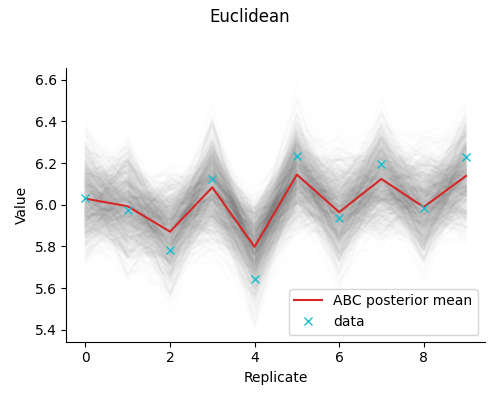 Euclidean
6.6
6.4
6.2
6.0
5.8
5.6
5.4
Value
0 2 4 6 8
Replicate
ABC posterior mean
data